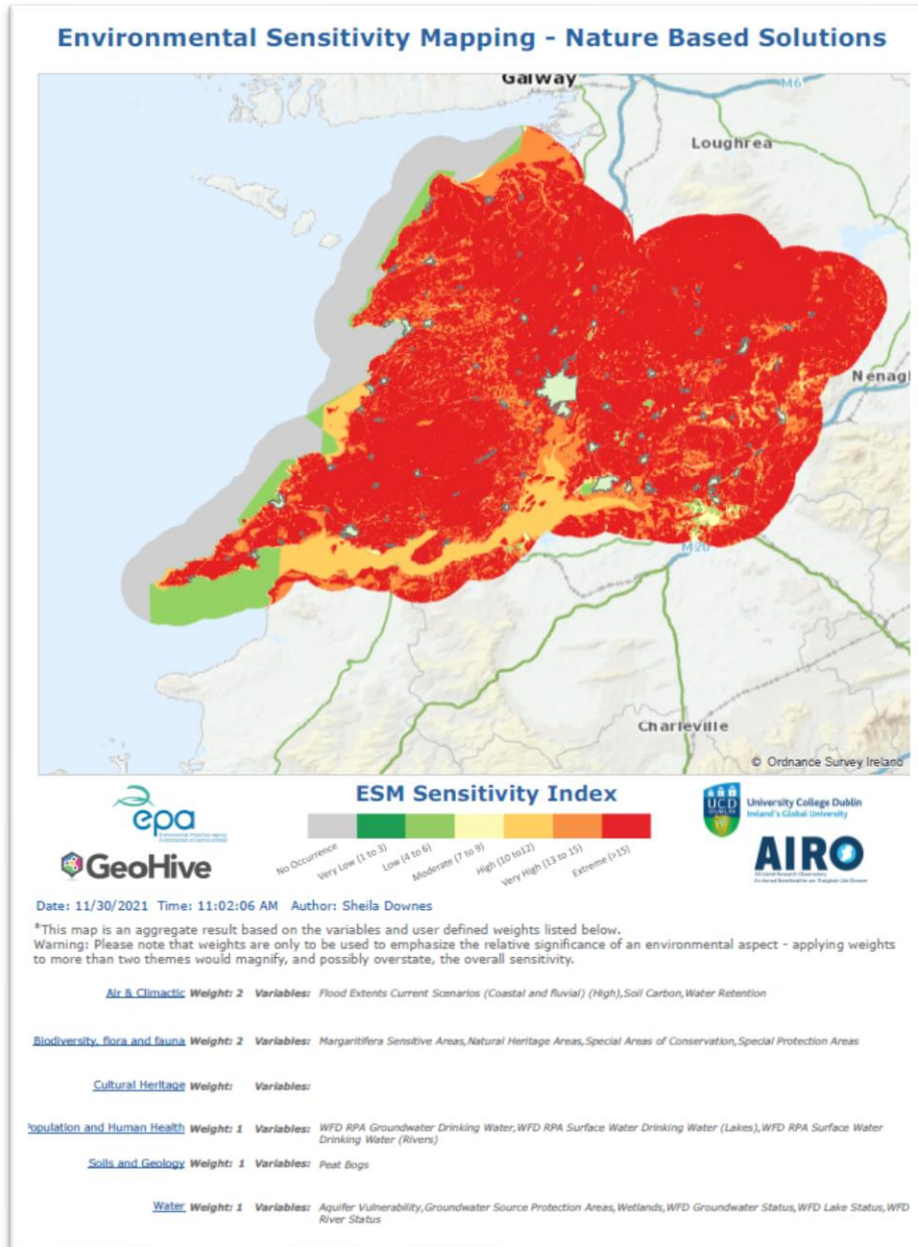 Environmental Sensitivity Mapping - Nature Based Solutions
Galway
M6
Loughrea
Nenagl
M20
Charleville
© Ordnance Survey Ireland
epa
ESM Sensitivity Index
UCD
DUBLIN
University College Dublin
Ireland's Global University
GeoHive
AIRO
No Occurrence
Very Low (1 to 3)
Low (4 to 6)
Moderate (7 to 9)
High (10 to12)
Very High (13 to 15)
Extreme (>15)
Date: 11/30/2021 Time: 11:02:06 AM Author: Sheila Downes
*This map is an aggregate result based on the variables and user defined weights listed below.
Warning: Please note that weights are only to be used to emphasize the relative significance of an environmental aspect - applying weights
to more than two themes would magnify, and possibly overstate, the overall sensitivity.
Air & Climactic Weight: 2 Variables: Flood Extents Current Scenarios (Coastal and fluvial) (High),Soil Carbon,Water Retention
Biodiversity, flora and fauna Weight: 2 Variables: Margaritifera Sensitive Areas,Natural Heritage Areas,Special Areas of Conservation,Special Protection Areas
Cultural Heritage Weight: Variables:
Population and Human Health Weight: 1 Variables: WFD RPA Groundwater Drinking Water,WFD RPA Surface Water Drinking Water (Lakes),WFD RPA Surface Water
Drinking Water (Rivers)
Soils and Geology Weight: 1 Variables: Peat Bogs
Water Weight: 1 Variables: Aquifer Vulnerability,Groundwater Source Protection Areas,Wetlands,WFD Groundwater Status,WFD Lake Status,WFD
River Status